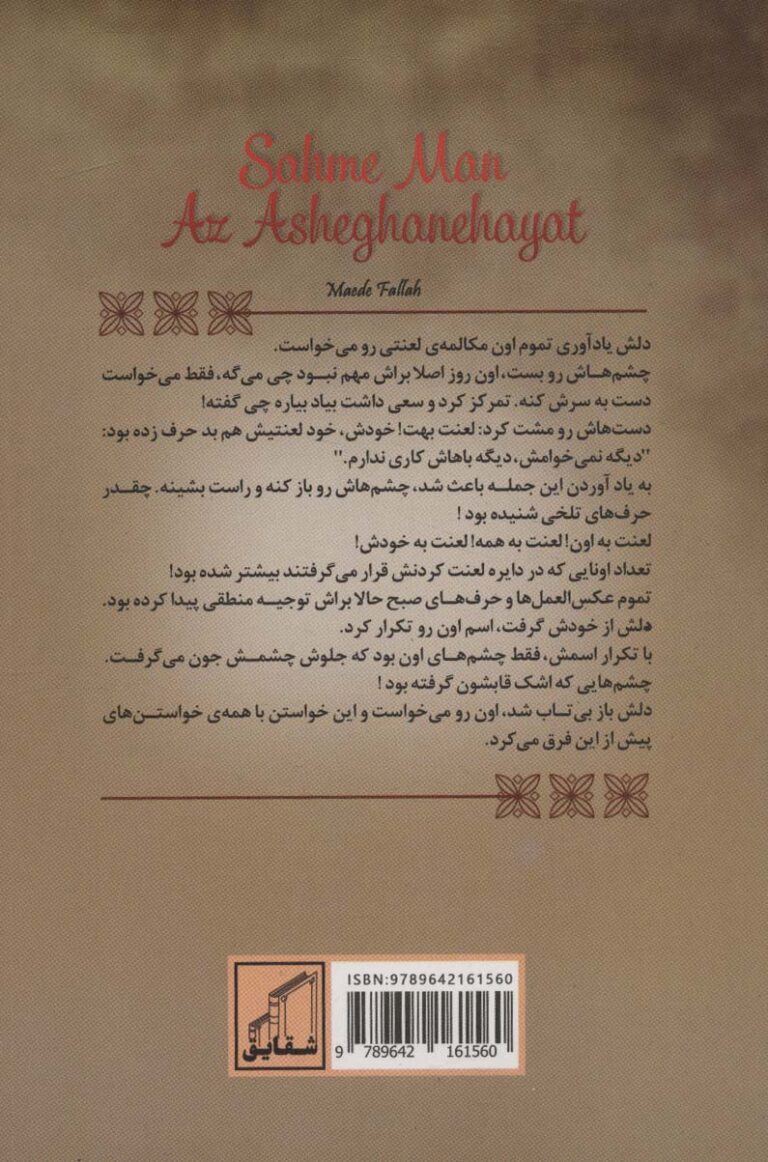 Sahme Man
Az Asheghanehayat
Maede Fallah
دلش یادآوری تموم اون مکالمه‌ی لعنتی رو می‌خواست.
چشم‌هاش رو بست، اون روز اصلا براش مهم نبود چی می‌گه، فقط می‌خواست
دست به سرش کنه. تمرکز کرد و سعی داشت بیاد بیاره چی گفته!
دست‌هاش رو مشت کرد: لعنت بهت! خودش، خود لعنتیش هم بد حرف زده بود:
"دیگه نمی‌خوامش، دیگه باهاش کاری ندارم."
به یاد آوردن این جمله باعث شد، چشم‌هاش رو باز کنه و راست بشینه. چقدر
حرف‌های تلخی شنیده بود !
لعنت به اون! لعنت به همه! لعنت به خودش!
تعداد اونایی که در دایره لعنت کردنش قرار می‌گرفتند بیشتر شده بود!
تموم عکس‌العمل‌ها و حرف‌های صبح حالا براش توجیه منطقی پیدا کرده بود.
دلش از خودش گرفت، اسم اون رو تکرار کرد.
با تکرار اسمش، فقط چشم‌های اون بود که جلوش چشمش جون می‌گرفت.
چشم‌هایی که اشک قابشون گرفته بود !
دلش باز بی‌تاب شد، اون رو می‌خواست و این خواستن با همه‌ی خواستن‌های
پیش از این فرق می‌کرد.
ISBN:9789642161560
شقایق
9 789642 161560